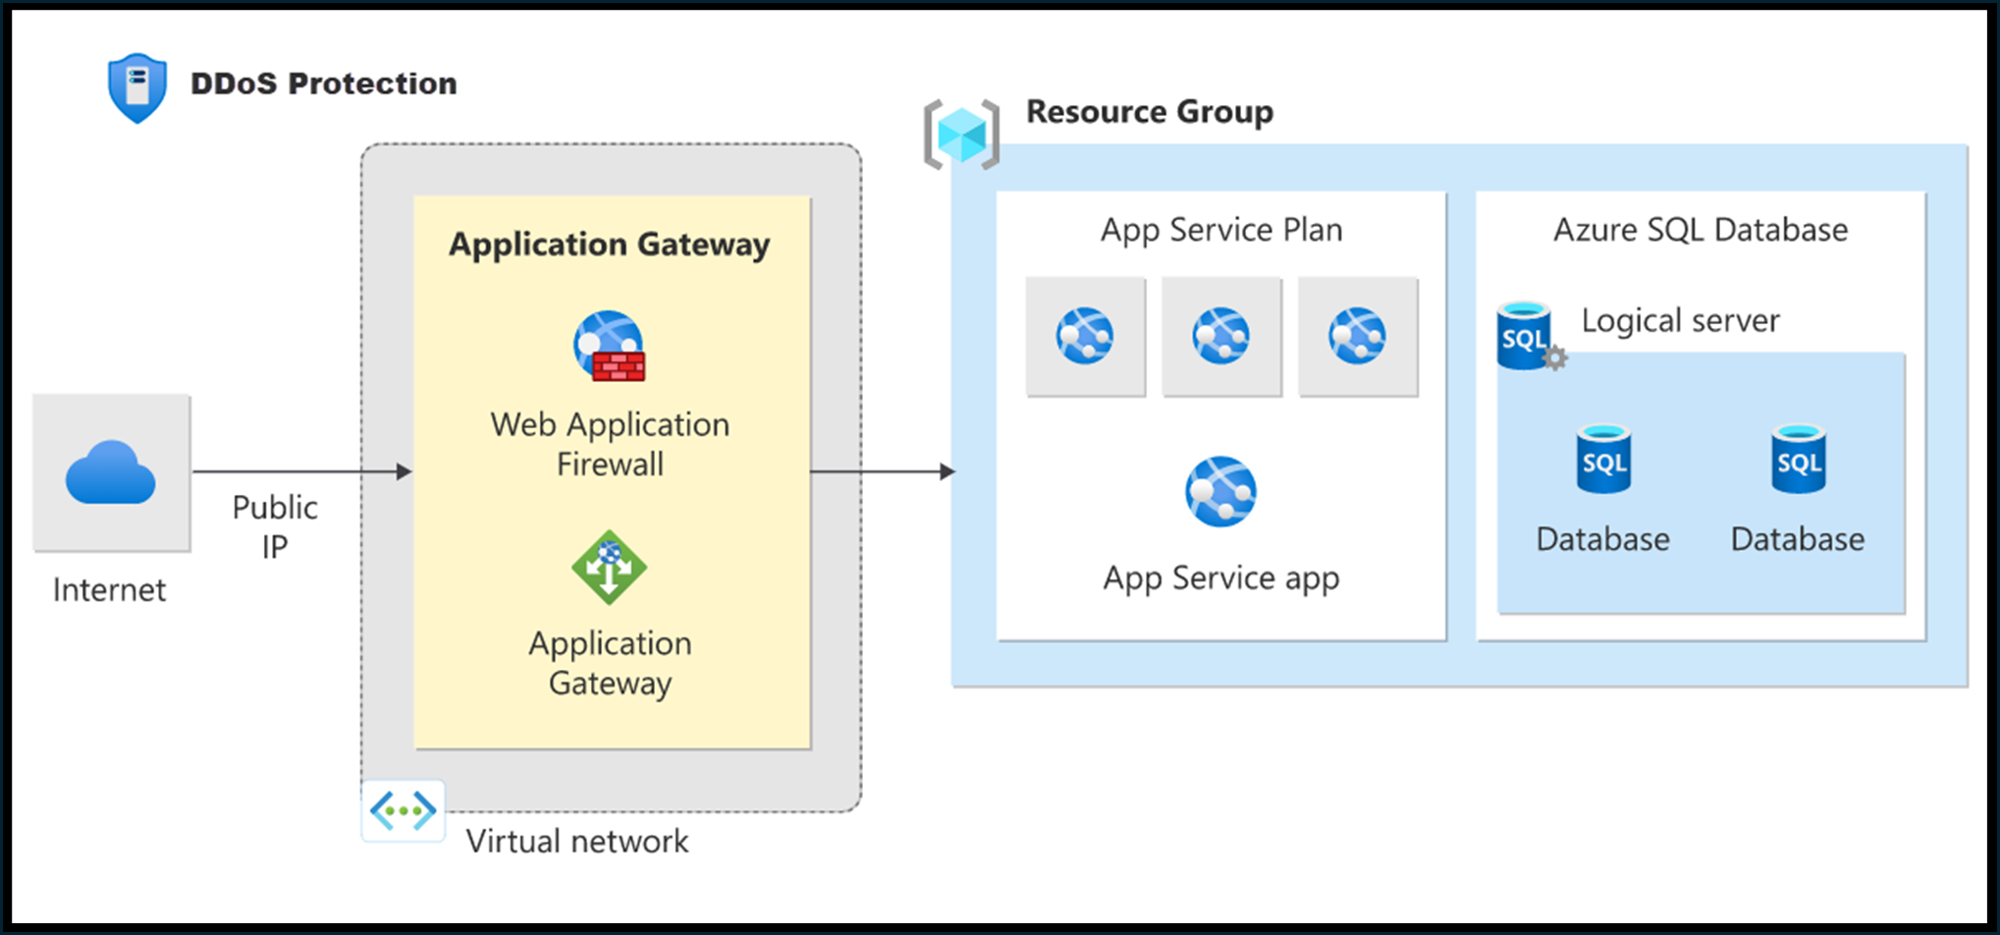 DDoS Protection
Resource Group
Application Gateway
Web Application
Firewall
Application
Gateway
Public
IP
Internet
Virtual network
App Service Plan
App Service app
Azure SQL Database
SQL
Logical server
SQL
SQL
Database
Database